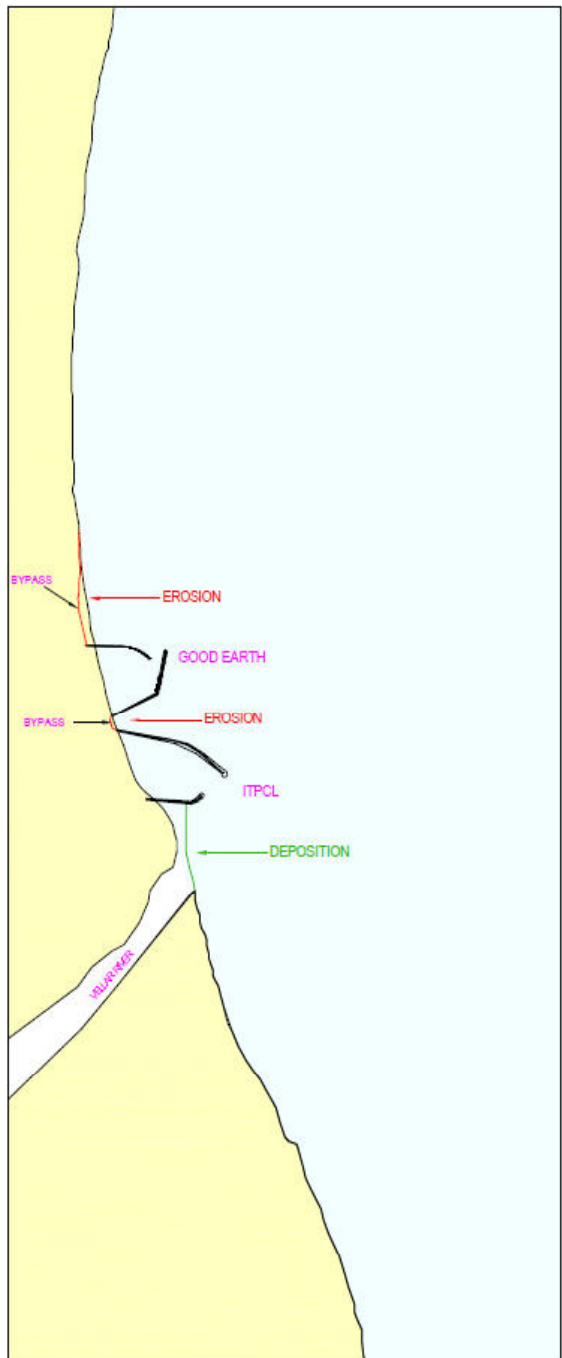 BYPASS
EROSION
GOOD EARTH
BYPASS
EROSION
ITPCL
DEPOSITION
VELLAR RIVER